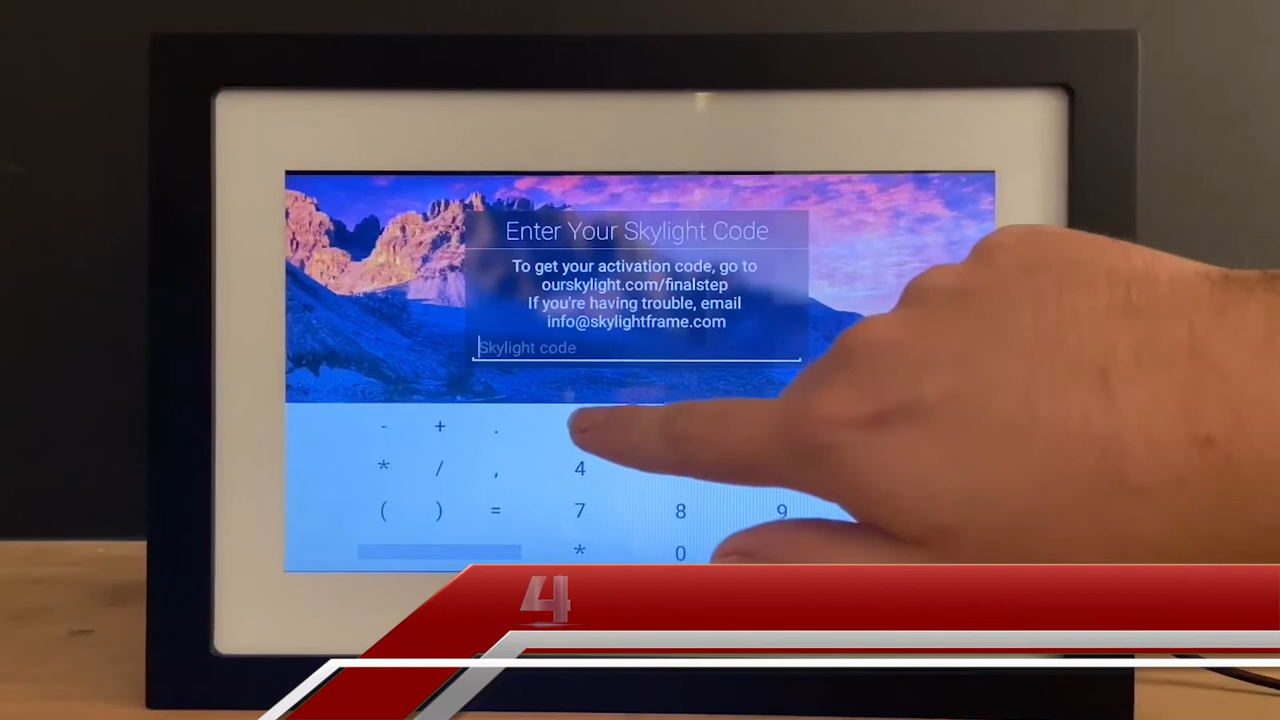 Enter Your Skylight Code
To get your activation code, go to
ourskylight.com/finalstep
If you're having trouble, email
info@skylightframe.com
Skylight code
- + .
* / , 4
( ) = 7 8 9
* 0
4